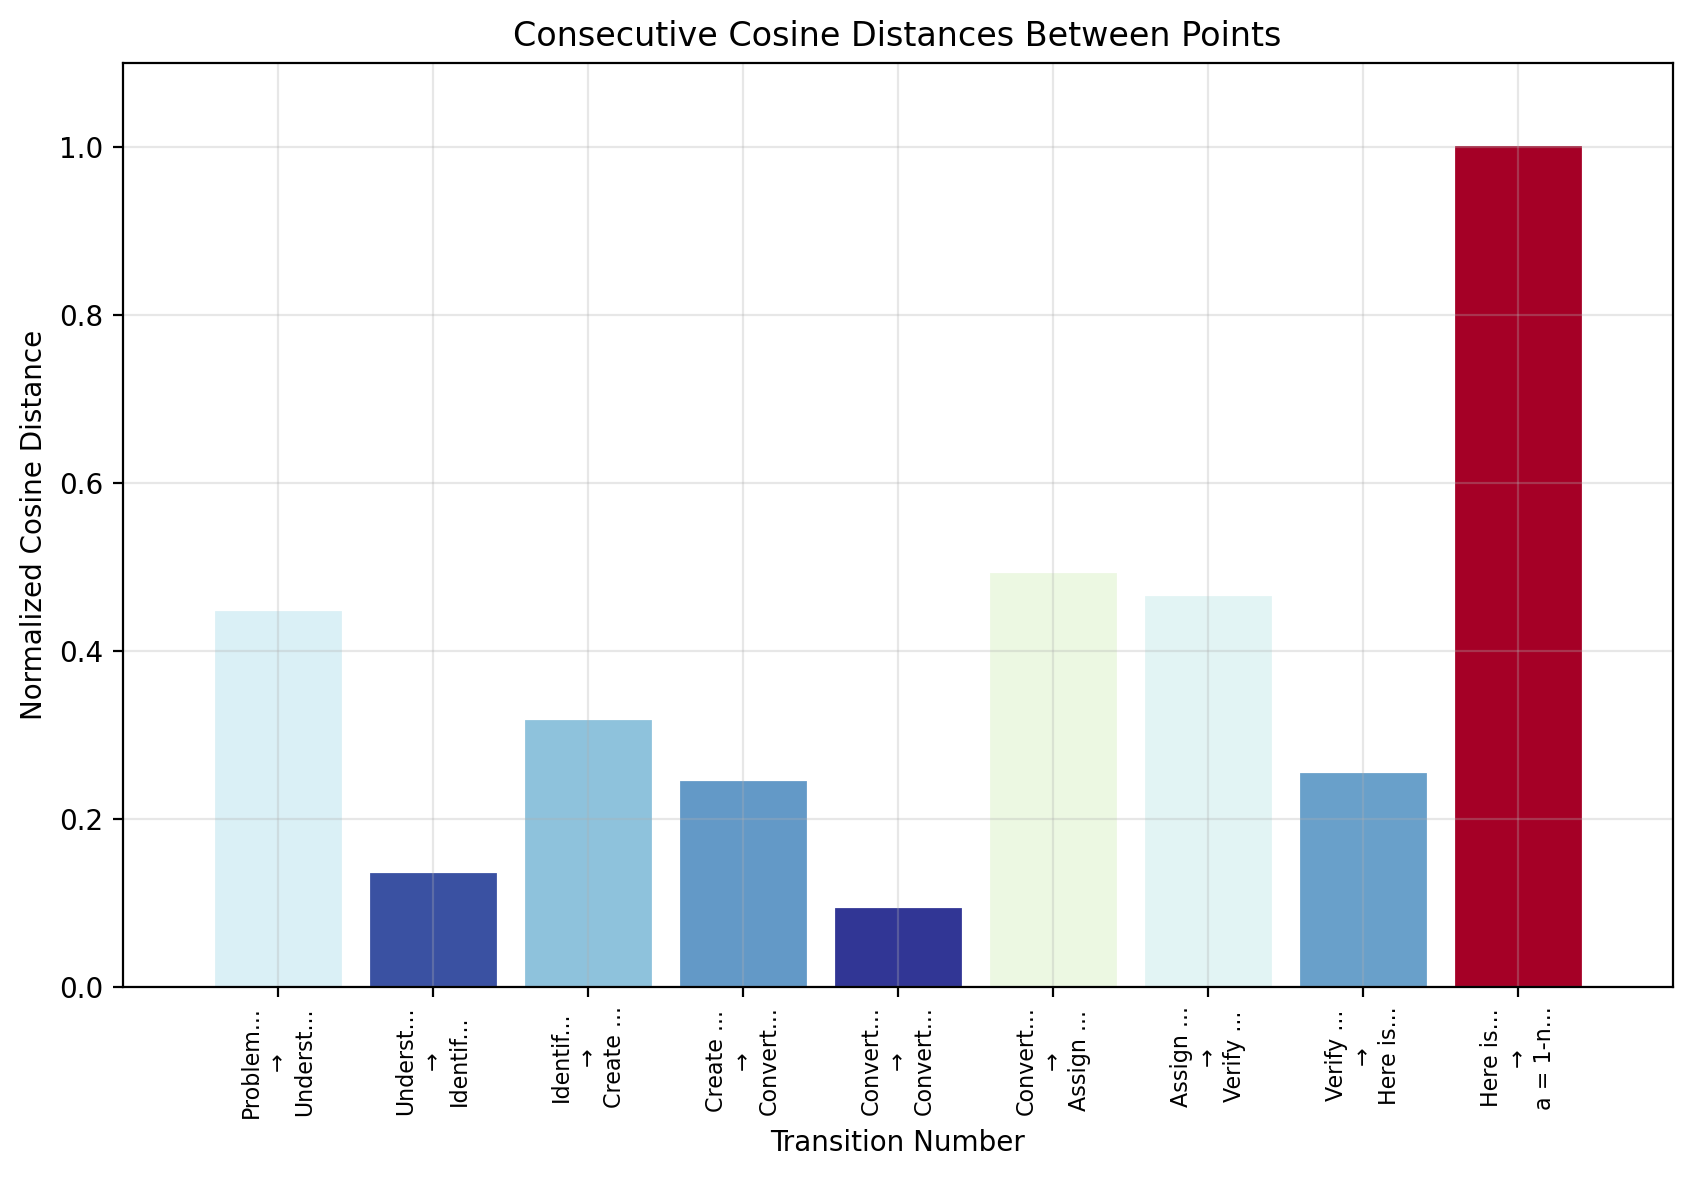 Consecutive Cosine Distances Between Points
Normalized Cosine Distance
1.0
0.8
0.6
0.4
0.2
0.0
Problem...
→
Underst...
Underst...
→
Identif...
Identif...
→
Create ...
Create ...
→
Convert...
Convert...
→
Convert...
Convert...
→
Assign ...
Assign ...
→
Verify ...
Verify ...
→
Here is...
Here is...
→
a = 1-n...
Transition Number